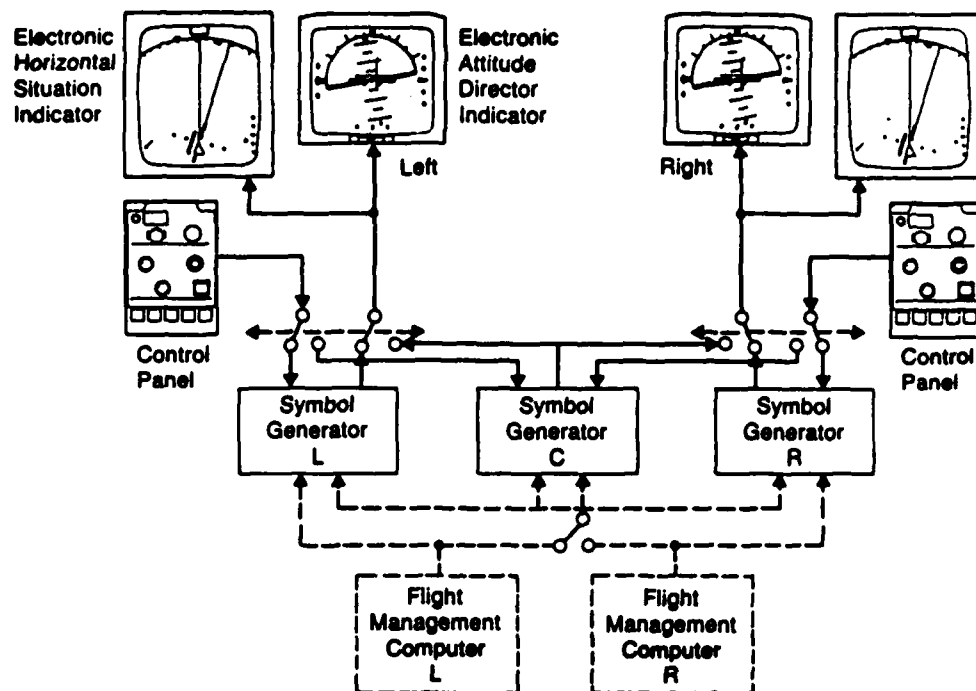 Electronic
Horizontal
Situation
Indicator
Electronic
Attitude
Director
Indicator
Left
Right
Control
Panel
Control
Panel
Symbol
Generator
L
Symbol
Generator
C
Symbol
Generator
R
Flight
Management
Computer
L
Flight
Management
Computer
R